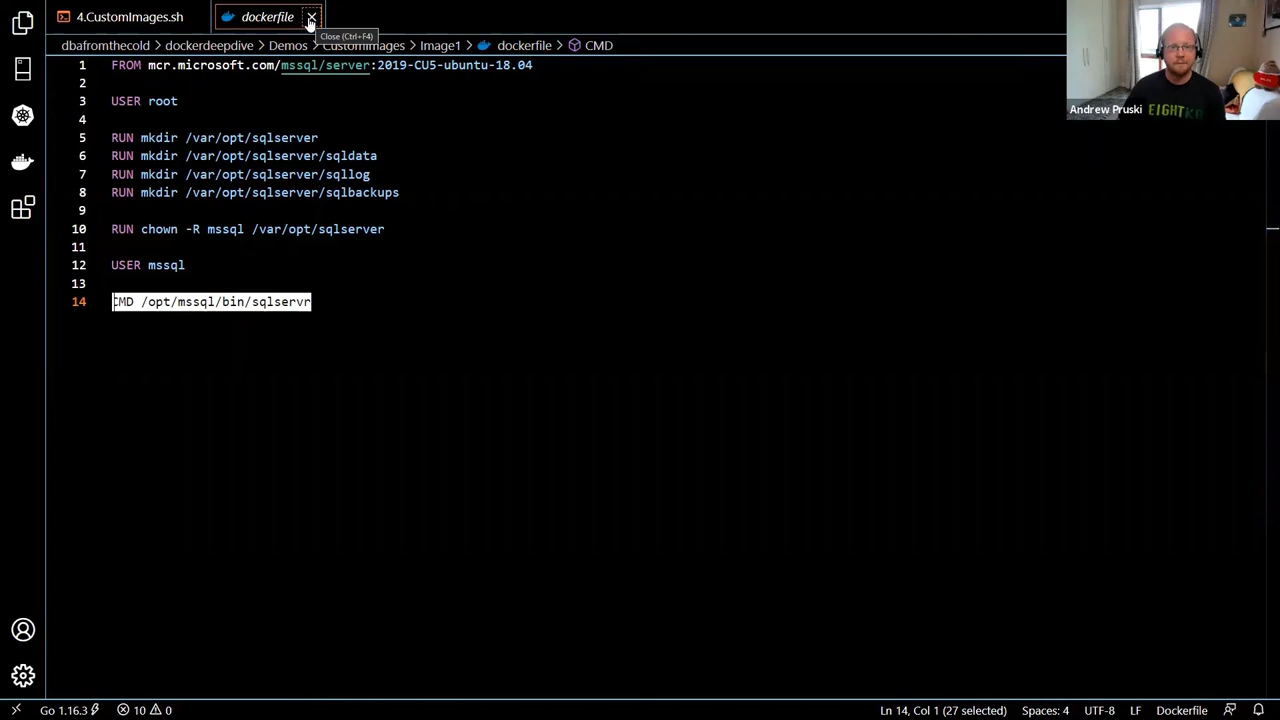 4.CustomImages.sh
dockerfile
Close (Ctrl+F4)
dbafromthecold > dockerdeepdive > Demos > CustomImages > Image1 > dockerfile > CMD
1 FROM mcr.microsoft.com/mssql/server:2019-CU5-ubuntu-18.04
2
3 USER root
4
5 RUN mkdir /var/opt/sqlserver
6 RUN mkdir /var/opt/sqlserver/sqldata
7 RUN mkdir /var/opt/sqlserver/sqllog
8 RUN mkdir /var/opt/sqlserver/sqlbackups
9
10 RUN chown -R mssql /var/opt/sqlserver
11
12 USER mssql
13
14 CMD /opt/mssql/bin/sqlservr
Andrew Pruski
EIGHTKB
Go 1.16.3 10 0 Ln 14, Col 1 (27 selected) Spaces: 4 UTF-8 LF Dockerfile